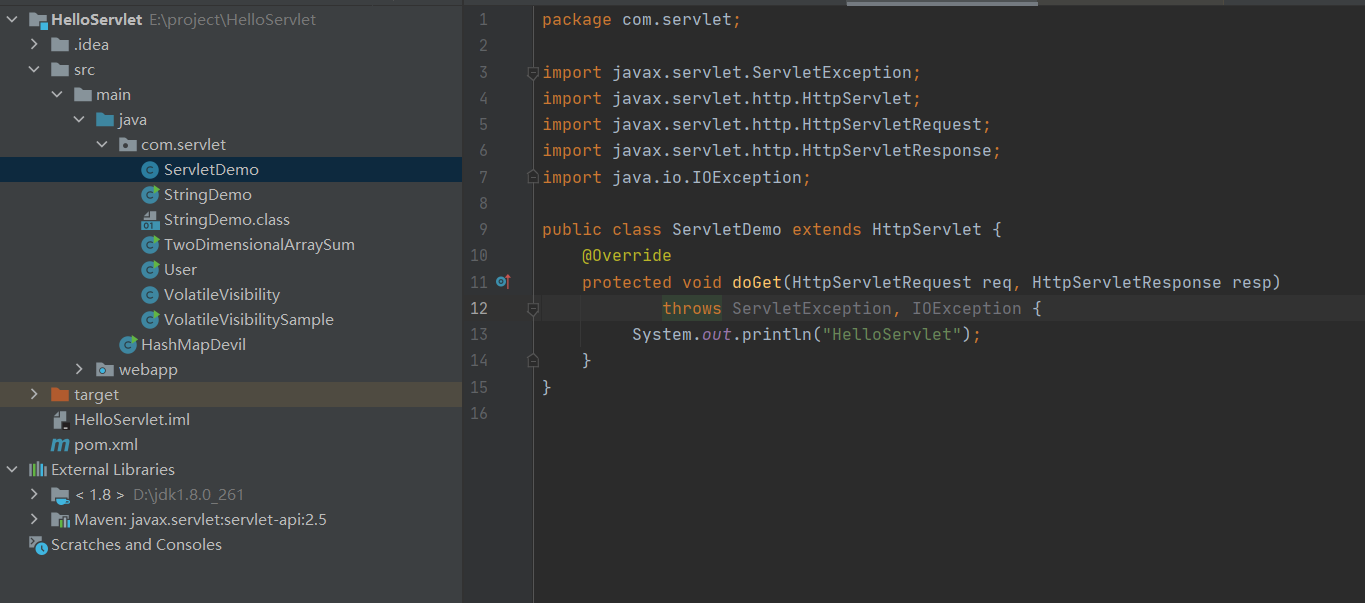 HelloServlet E:\project\HelloServlet
.idea
src
main
java
com.servlet
ServletDemo
StringDemo
StringDemo.class
TwoDimensionalArraySum
User
VolatileVisibility
VolatileVisibilitySample
HashMapDevil
webapp
target
HelloServlet.iml
pom.xml
External Libraries
< 1.8 > D:\jdk1.8.0_261
Maven: javax.servlet:servlet-api:2.5
Scratches and Consoles
1 package com.servlet;
2
3 import javax.servlet.ServletException;
4 import javax.servlet.http.HttpServlet;
5 import javax.servlet.http.HttpServletRequest;
6 import javax.servlet.http.HttpServletResponse;
7 import java.io.IOException;
8
9 public class ServletDemo extends HttpServlet {
10 @Override
11 protected void doGet(HttpServletRequest req, HttpServletResponse resp)
12 throws ServletException, IOException {
13 System.out.println("HelloServlet");
14 }
15 }
16